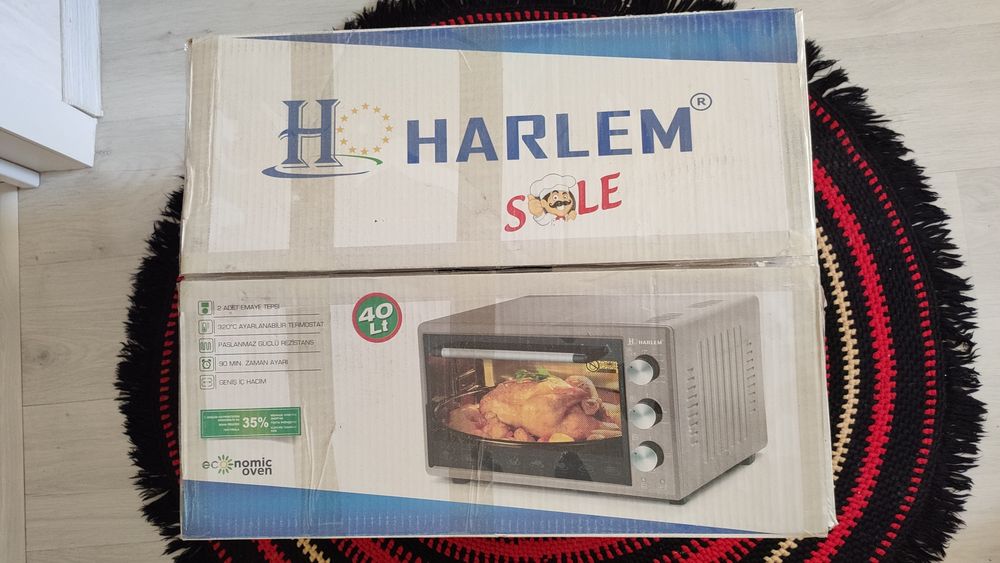 HARLEM®
SOLE
2 ADET EMAYE TEPSİ
320°C AYARLANABİLİR TERMOSTAT
PASLANMAZ GÜÇLÜ REZİSTANS
90 MIN. ZAMAN AYARI
GENİŞ İÇ HACİM
40
Lt
HARLEM
35%
economic
oven